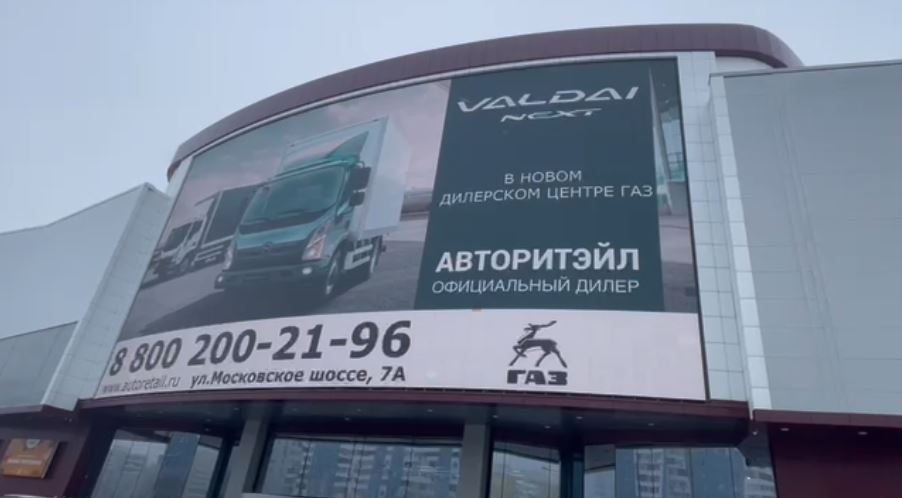 VALDAI
NEXT
В НОВОМ
ДИЛЕРСКОМ ЦЕНТРЕ ГАЗ
АВТОРИТЭЙЛ
ОФИЦИАЛЬНЫЙ ДИЛЕР
8 800 200-21-96
www.autoretail.ru ул.Московское шоссе, 7А
ГАЗ